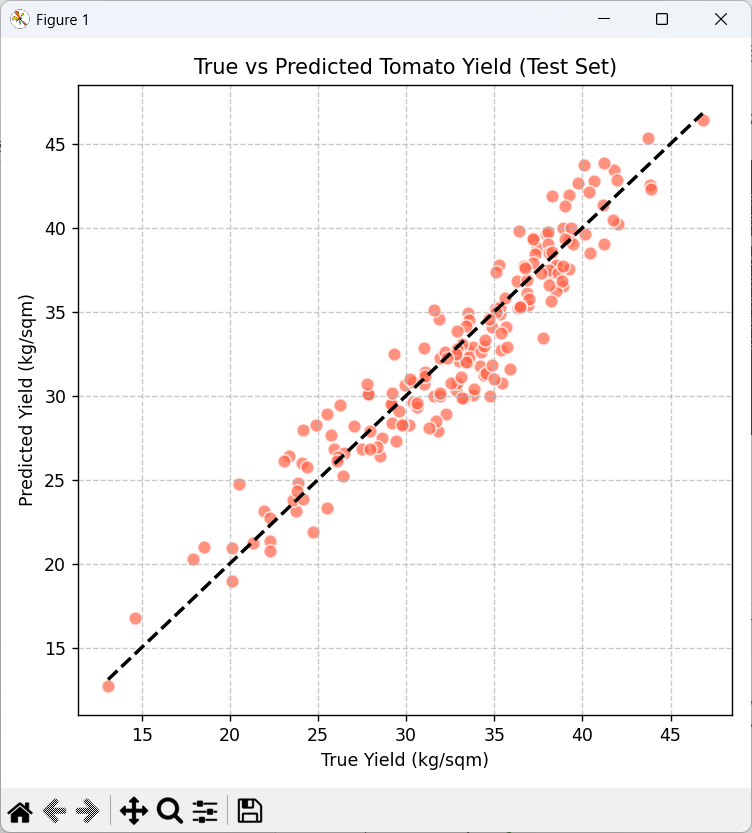 Figure 1
True vs Predicted Tomato Yield (Test Set)
Predicted Yield (kg/sqm)
45
40
35
30
25
20
15
15 20 25 30 35 40 45
True Yield (kg/sqm)